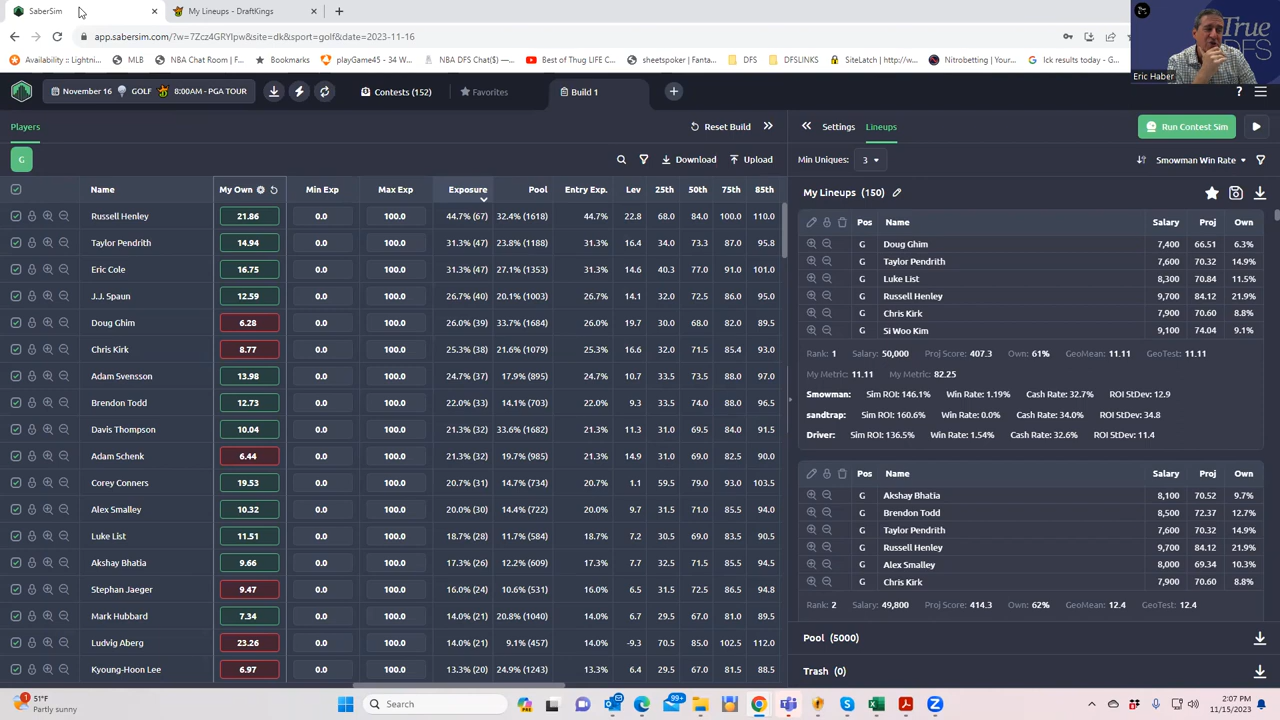 SaberSim
My Lineups - DraftKings
app.sabersim.com/?w=7Zcz4GRYIpw&site=dk&sport=golf&date=2023-11-16
Availability :: Lightnin...
MLB
NBA Chat Room | F...
Bookmarks
playGame45 - 34 W...
NBA DFS Chat($) --...
Best of Thug LIFE C...
sheetspoker | Fanta...
DFS
DFSLINKS
SiteLatch — Your...
Nitrobetting | Your...
Ick results today - G...
True
DFS
Eric Haber
November 16 GOLF 8:00AM - PGA TOUR
Contests (152)
Favorites
Build 1
?
Players
Reset Build
Settings
Lineups
Run Contest Sim
G
Download
Upload
Min Uniques: 3
Smowman Win Rate
Name My Own Min Exp Max Exp Exposure Pool Entry Exp. Lev 25th 50th 75th 85th
Russell Henley 21.86 0.0 100.0 44.7% (67) 32.4% (1618) 44.7% 22.8 68.0 84.0 100.0 110.0
Taylor Pendrith 14.94 0.0 100.0 31.3% (47) 23.8% (1188) 31.3% 16.4 34.0 73.3 87.0 95.8
Eric Cole 16.75 0.0 100.0 31.3% (47) 27.1% (1353) 31.3% 14.6 40.3 77.0 91.0 101.0
J.J. Spaun 12.59 0.0 100.0 26.7% (40) 20.1% (1003) 26.7% 14.1 32.0 72.5 86.0 95.0
Doug Ghim 6.28 0.0 100.0 26.0% (39) 33.7% (1684) 26.0% 19.7 30.0 68.0 82.0 89.5
Chris Kirk 8.77 0.0 100.0 25.3% (38) 21.6% (1079) 25.3% 16.6 32.0 71.5 85.4 93.0
Adam Svensson 13.98 0.0 100.0 24.7% (37) 17.9% (895) 24.7% 10.7 33.5 73.5 88.0 97.0
Brendon Todd 12.73 0.0 100.0 22.0% (33) 14.1% (703) 22.0% 9.3 33.5 74.0 88.0 96.5
Davis Thompson 10.04 0.0 100.0 21.3% (32) 33.6% (1682) 21.3% 11.3 31.0 69.0 84.0 91.5
Adam Schenk 6.44 0.0 100.0 21.3% (32) 19.7% (985) 21.3% 14.9 31.0 69.0 82.5 90.0
Corey Conners 19.53 0.0 100.0 20.7% (31) 14.7% (734) 20.7% 1.1 59.5 79.0 93.0 103.5
Alex Smalley 10.32 0.0 100.0 20.0% (30) 14.4% (722) 20.0% 9.7 31.0 71.0 85.5 94.0
Luke List 11.51 0.0 100.0 18.7% (28) 11.7% (584) 18.7% 7.2 30.5 69.0 83.0 90.5
Akshay Bhatia 9.66 0.0 100.0 17.3% (26) 12.2% (609) 17.3% 7.7 32.5 71.5 85.5 94.5
Stephan Jaeger 9.47 0.0 100.0 16.0% (24) 10.6% (531) 16.0% 6.5 31.5 72.5 86.8 94.8
Mark Hubbard 7.34 0.0 100.0 14.0% (21) 20.8% (1040) 14.0% 6.7 29.5 67.0 81.0 89.5
Ludvig Aberg 23.26 0.0 100.0 14.0% (21) 9.1% (457) 14.0% -9.3 70.0 85.0 102.5 112.0
Kyoung-Hoon Lee 6.97 0.0 100.0 13.3% (20) 24.9% (1243) 13.3% 6.4 29.5 67.0 81.5 88.5
My Lineups (150)
Pos Name Salary Proj Own
G Doug Ghim 7,400 66.51 6.3%
G Taylor Pendrith 7,600 70.32 14.9%
G Luke List 8,300 70.84 11.5%
G Russell Henley 9,700 84.12 21.9%
G Chris Kirk 7,900 70.60 8.8%
G Si Woo Kim 9,100 74.04 9.1%
Rank: 1 Salary: 50,000 Proj Score: 407.3 Own: 61% GeoMean: 11.11 GeoTest: 11.11
My Metric: 11.11 My Metric: 82.25
Smowman: Sim ROI: 146.1% Win Rate: 1.19% Cash Rate: 32.7% ROI StDev: 12.9
sandtrap: Sim ROI: 160.6% Win Rate: 0.0% Cash Rate: 34.0% ROI StDev: 34.8
Driver: Sim ROI: 136.5% Win Rate: 1.54% Cash Rate: 32.6% ROI StDev: 11.4
Pos Name Salary Proj Own
G Akshay Bhatia 8,100 70.52 9.7%
G Brendon Todd 8,500 72.37 12.7%
G Taylor Pendrith 7,600 70.32 14.9%
G Russell Henley 9,700 84.12 21.9%
G Alex Smalley 8,000 69.34 10.3%
G Chris Kirk 7,900 70.60 8.8%
Rank: 2 Salary: 49,800 Proj Score: 414.3 Own: 62% GeoMean: 12.4 GeoTest: 12.4
Pool (5000)
Trash (0)
51°F
Partly sunny
Search
99+
2:07 PM
11/15/2023